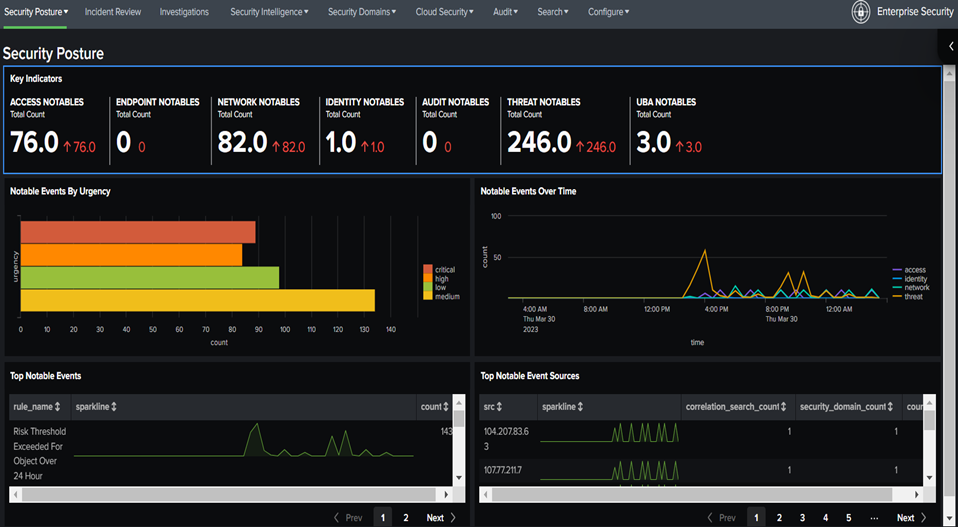 Security Posture Incident Review Investigations Security Intelligence Security Domains Cloud Security Audit Search Configure Enterprise Security
Security Posture
Key Indicators
ACCESS NOTABLES ENDPOINT NOTABLES NETWORK NOTABLES IDENTITY NOTABLES AUDIT NOTABLES THREAT NOTABLES UBA NOTABLES
Total Count Total Count Total Count Total Count Total Count Total Count Total Count
76.0 ↑76.0 0 0 82.0 ↑82.0 1.0 ↑1.0 0 0 246.0 ↑246.0 3.0 ↑3.0
Notable Events By Urgency
urgency
critical
high
low
medium
0 10 20 30 40 50 60 70 80 90 100 110 120 130 140
count
Notable Events Over Time
100
50
count
access
identity
network
threat
4:00 AM 8:00 AM 12:00 PM 4:00 PM 8:00 PM 12:00 AM
Thu Mar 30 Thu Mar 30
2023
time
Top Notable Events
rule_name sparkline count
Risk Threshold 143
Exceeded For
Object Over
24 Hour
Prev 1 2 Next
Top Notable Event Sources
src sparkline correlation_search_count security_domain_count cour
104.207.83.6 1 1
3
107.77.211.7 1 1
Prev 1 2 3 4 5 ... Next